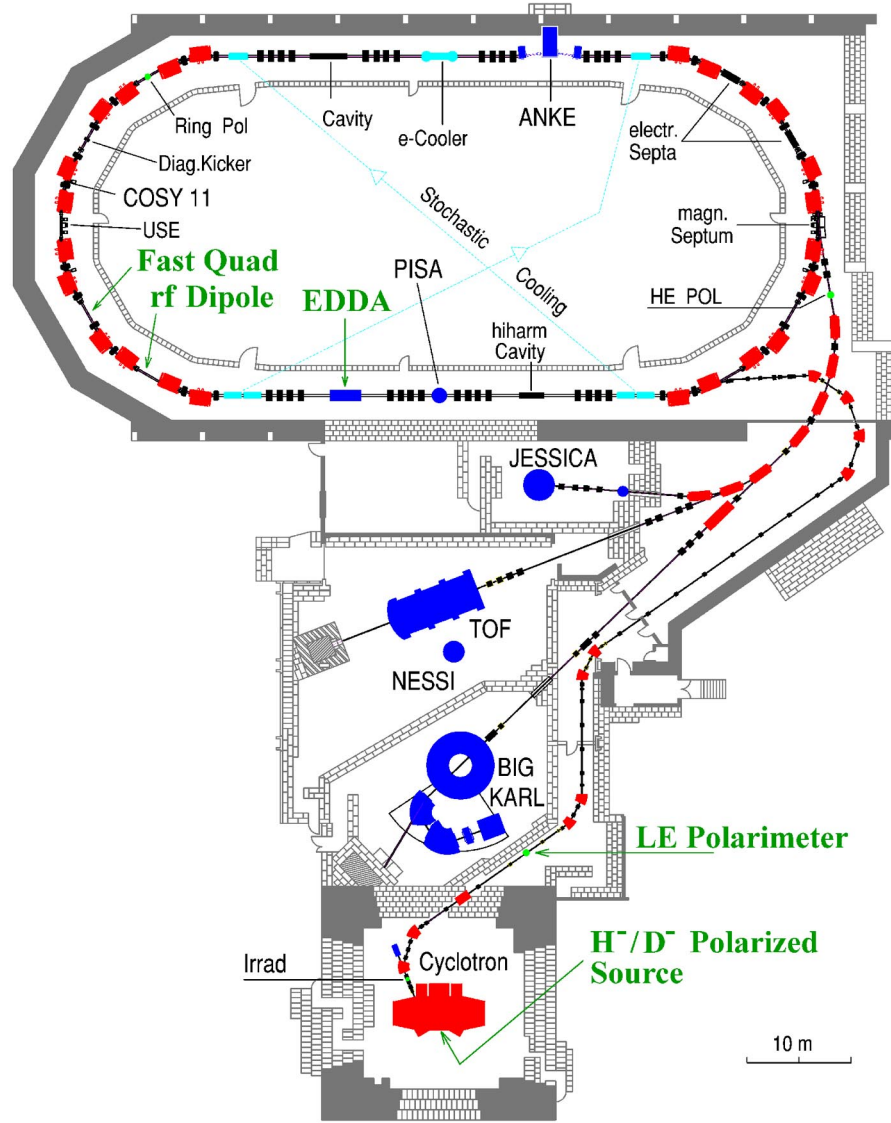 Ring Pol
Cavity
e-Cooler
ANKE
electr.
Septa
Diag.Kicker
COSY 11
USE
magn.
Septum
Stochastic
Cooling
Fast Quad
rf Dipole
EDDA
PISA
hiharm
Cavity
HE POL
JESSICA
TOF
NESSI
BIG
KARL
LE Polarimeter
H⁻/D⁻ Polarized
Source
Irrad
Cyclotron
10 m